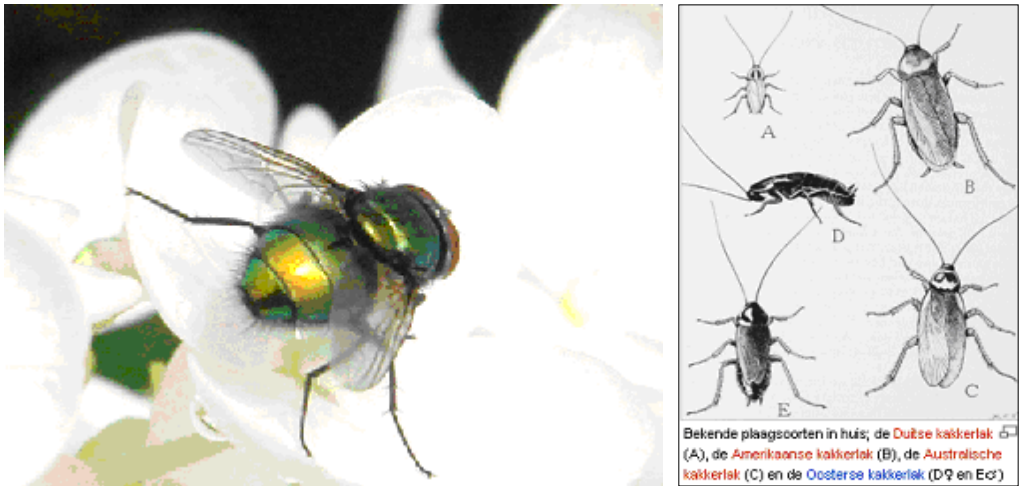 A
B
D
E
C
Bekende plaagsoorten in huis; de Duitse kakkerlak
(A), de Amerikaanse kakkerlak (B), de Australische
kakkerlak (C) en de Oosterse kakkerlak (D♀ en E♂)